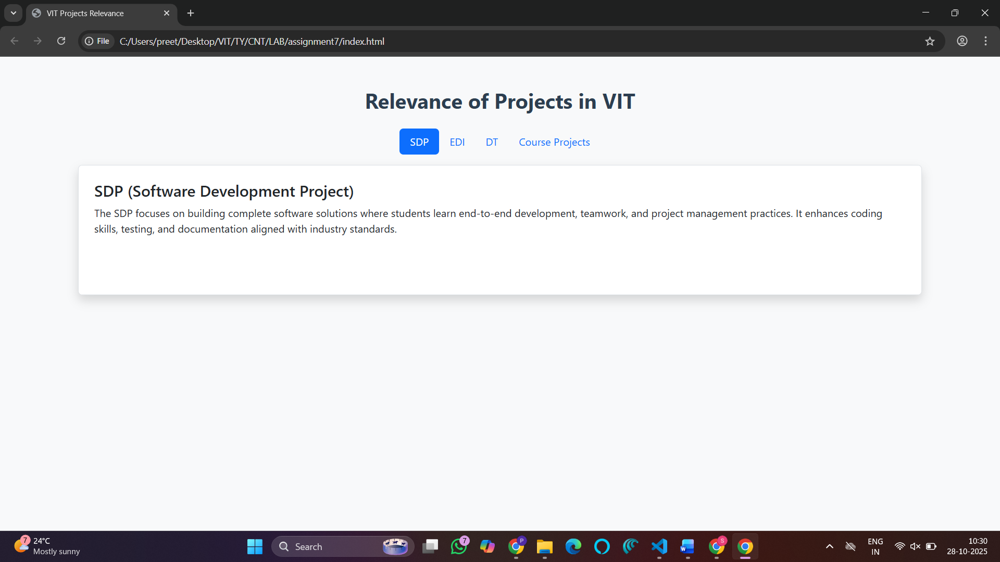 VIT Projects Relevance
File C:/Users/preet/Desktop/VIT/TY/CNT/LAB/assignment7/index.html
Relevance of Projects in VIT
SDP EDI DT Course Projects
SDP (Software Development Project)
The SDP focuses on building complete software solutions where students learn end-to-end development, teamwork, and project management practices. It enhances coding
skills, testing, and documentation aligned with industry standards.
7 24°C
Mostly sunny
Search
7
P
W
S
ENG
IN
10:30
28-10-2025